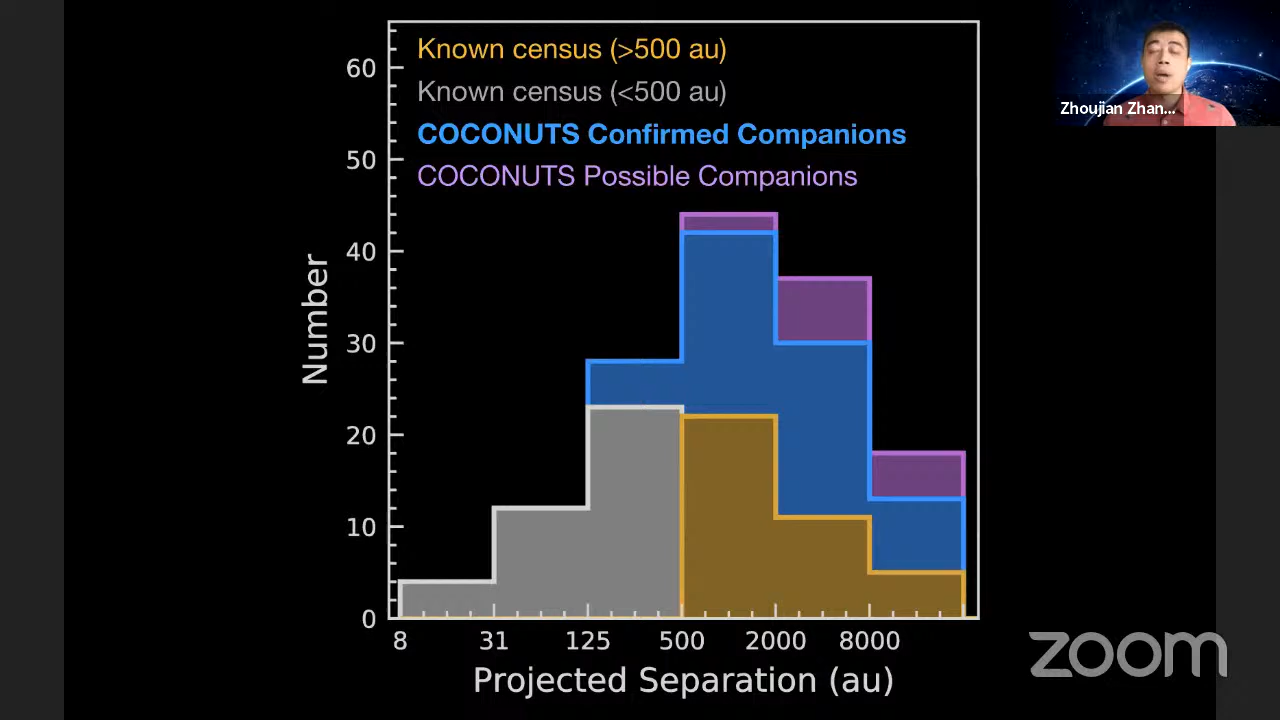 Known census (>500 au)
Known census (<500 au)
COCONUTS Confirmed Companions
COCONUTS Possible Companions
Zhoujian Zhan...
60
50
40
30
20
10
0
Number
8 31 125 500 2000 8000
Projected Separation (au)
zoom